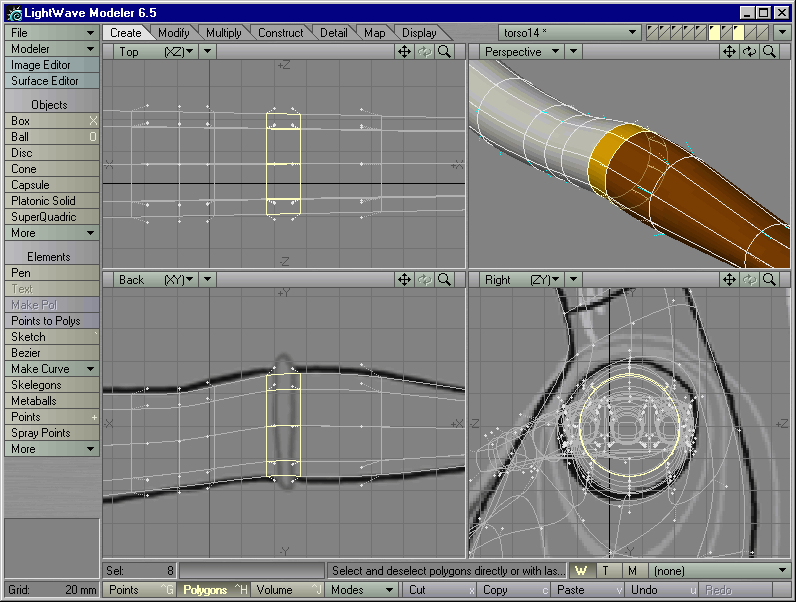 LightWave Modeler 6.5
File
Modeler
Image Editor
Surface Editor
Objects
Box X
Ball O
Disc
Cone
Capsule
Platonic Solid
SuperQuadric
More
Elements
Pen
Text
Make Pol
Points to Polys
Sketch `
Bezier
Make Curve
Skelegons
Metaballs
Points +
Spray Points
More
Grid: 20 mm
Create Modify Multiply Construct Detail Map Display torso14 *
Top (XZ)
+Z
-X +X
-Z
Perspective
Back (XY)
+Y
-X +X
-Y
Right (ZY)
+Y
-Z +Z
-Y
Sel: 8 Select and deselect polygons directly or with las... W T M (none)
Points ^G Polygons ^H Volume ^J Modes Cut x Copy c Paste v Undo u Redo